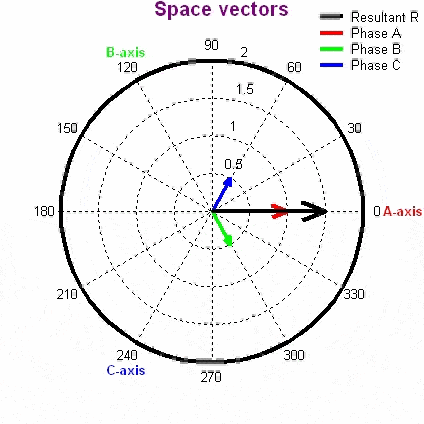 Space vectors
Resultant R
Phase A
Phase B
Phase C
B-axis
90
2
120
60
1.5
150
1
30
0.5
180
0 A-axis
210
330
240
300
C-axis
270